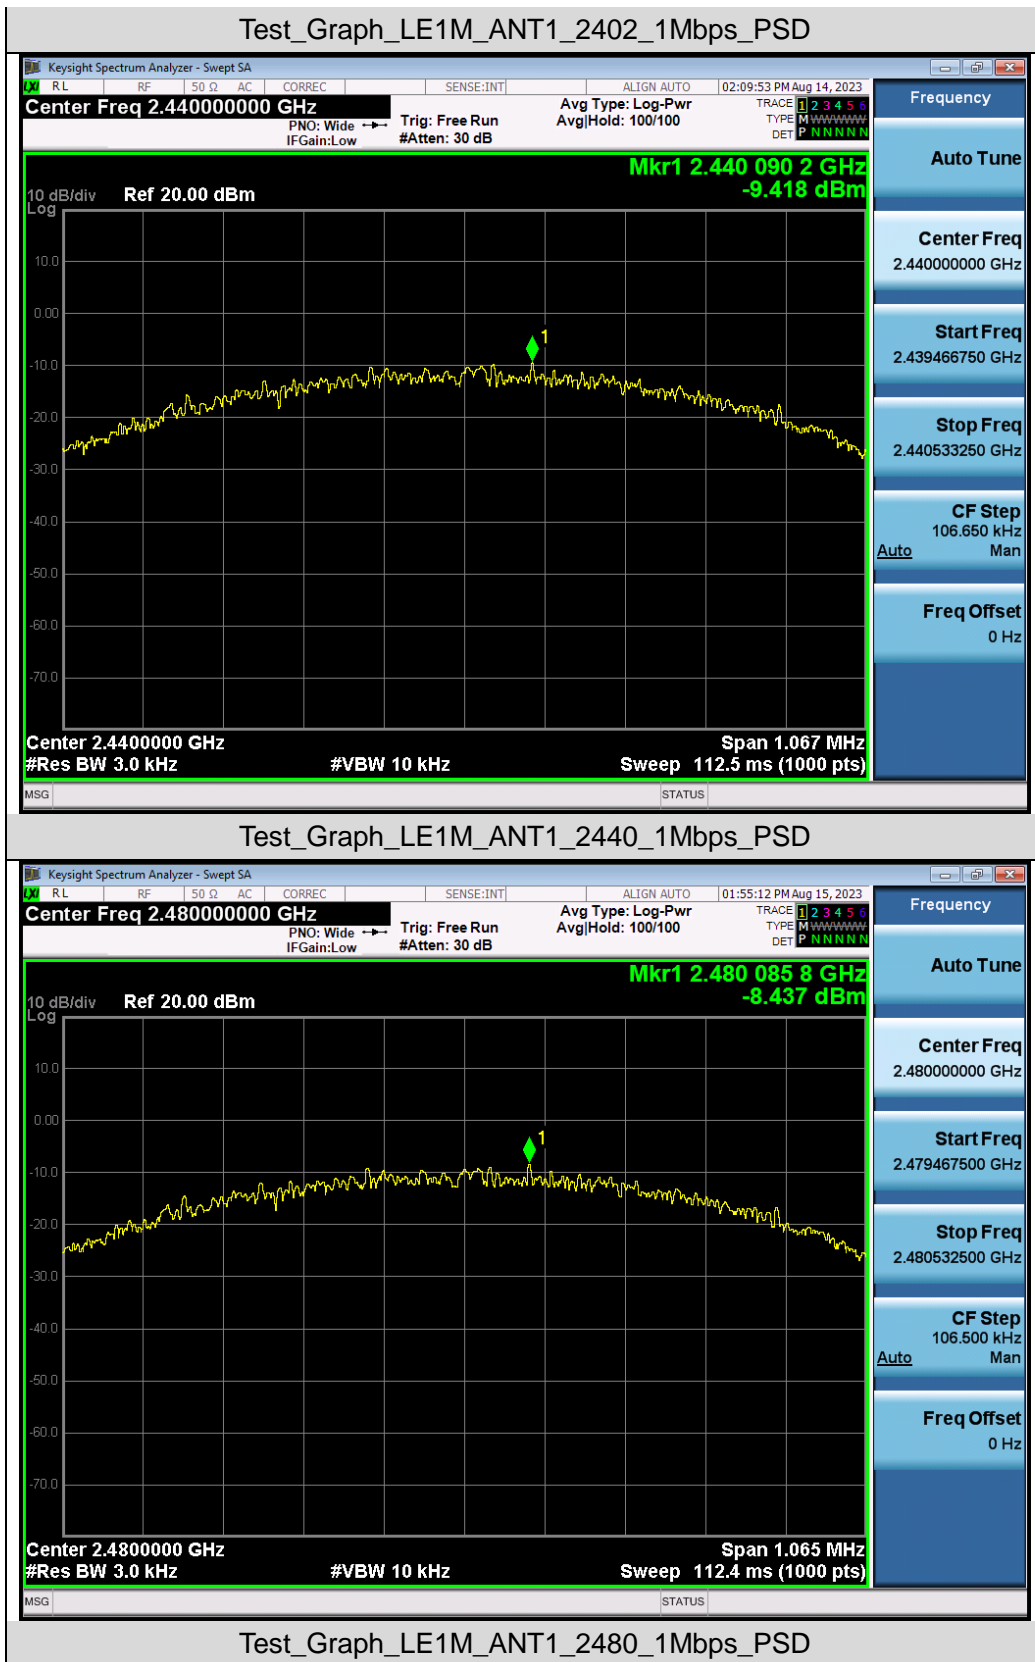 Test_Graph_LE1M_ANT1_2402_1Mbps_PSD
Keysight Spectrum Analyzer - Swept SA
LXI RL RF 50 Ω AC CORREC SENSE:INT ALIGN AUTO 02:09:53 PM Aug 14, 2023
Center Freq 2.440000000 GHz
PNO: Wide
IFGain:Low
Trig: Free Run
#Atten: 30 dB
Avg Type: Log-Pwr
Avg|Hold: 100/100
TRACE 1 2 3 4 5 6
TYPE M WWWWW
DET P N N N N N
Mkr1 2.440 090 2 GHz
-9.418 dBm
10 dB/div Ref 20.00 dBm
Log
10.0
0.00
1
-10.0
-20.0
-30.0
-40.0
-50.0
-60.0
-70.0
Center 2.4400000 GHz Span 1.067 MHz
#Res BW 3.0 kHz #VBW 10 kHz Sweep 112.5 ms (1000 pts)
MSG STATUS
Frequency
Auto Tune
Center Freq
2.440000000 GHz
Start Freq
2.439466750 GHz
Stop Freq
2.440533250 GHz
CF Step
106.650 kHz
Auto Man
Freq Offset
0 Hz
Test_Graph_LE1M_ANT1_2440_1Mbps_PSD
Keysight Spectrum Analyzer - Swept SA
LXI RL RF 50 Ω AC CORREC SENSE:INT ALIGN AUTO 01:55:12 PM Aug 15, 2023
Center Freq 2.480000000 GHz
PNO: Wide
IFGain:Low
Trig: Free Run
#Atten: 30 dB
Avg Type: Log-Pwr
Avg|Hold: 100/100
TRACE 1 2 3 4 5 6
TYPE M WWWWW
DET P N N N N N
Mkr1 2.480 085 8 GHz
-8.437 dBm
10 dB/div Ref 20.00 dBm
Log
10.0
0.00
1
-10.0
-20.0
-30.0
-40.0
-50.0
-60.0
-70.0
Center 2.4800000 GHz Span 1.065 MHz
#Res BW 3.0 kHz #VBW 10 kHz Sweep 112.4 ms (1000 pts)
MSG STATUS
Frequency
Auto Tune
Center Freq
2.480000000 GHz
Start Freq
2.479467500 GHz
Stop Freq
2.480532500 GHz
CF Step
106.500 kHz
Auto Man
Freq Offset
0 Hz
Test_Graph_LE1M_ANT1_2480_1Mbps_PSD